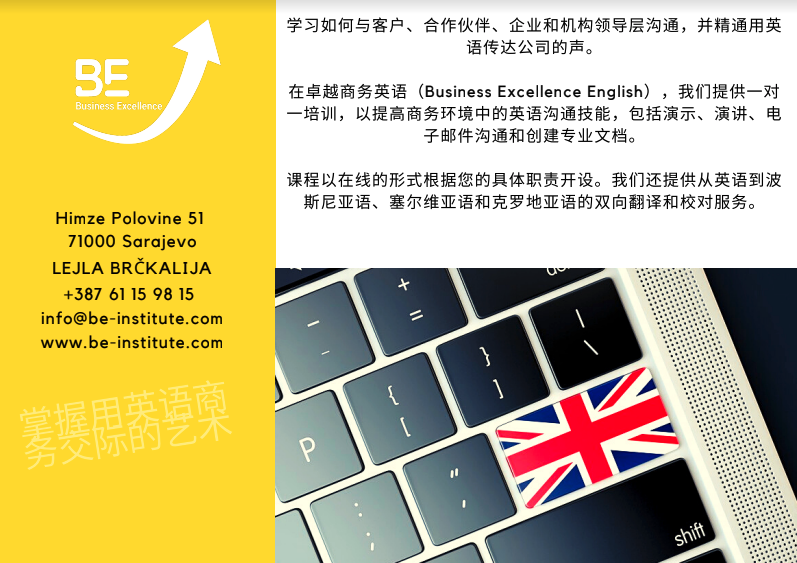 BE
Business Excellence
Himze Polovine 51
71000 Sarajevo
LEJLA BRČKALIJA
+387 61 15 98 15
info@be-institute.com
www.be-institute.com
掌握用英语商
务交际的艺术
学习如何与客户、合作伙伴、企业和机构领导层沟通，并精通用英
语传达公司的声。
在卓越商务英语（Business Excellence English），我们提供一对
一培训，以提高商务环境中的英语沟通技能，包括演示、演讲、电
子邮件沟通和创建专业文档。
课程以在线的形式根据您的具体职责开设。我们还提供从英语到波
斯尼亚语、塞尔维亚语和克罗地亚语的双向翻译和校对服务。
+
=
–
_
|
\
}
]
{
[
P
"
'
:
;
shift